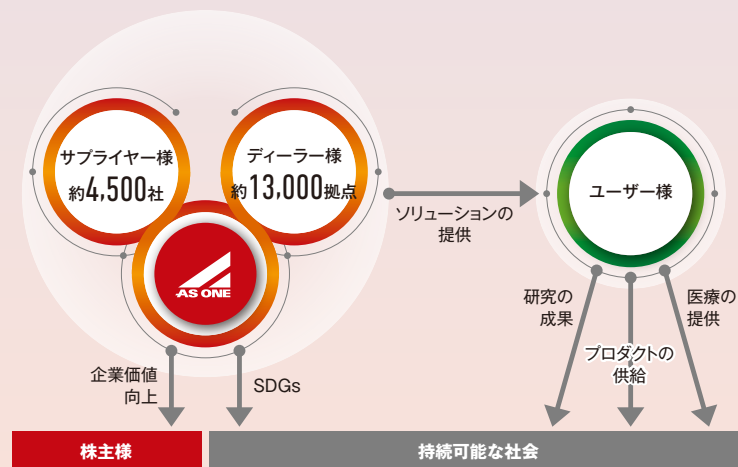 サプライヤー様
約4,500社
ディーラー様
約13,000拠点
AS ONE
ソリューションの
提供
ユーザー様
企業価値
向上
SDGs
研究の
成果
プロダクトの
供給
医療の
提供
株主様
持続可能な社会